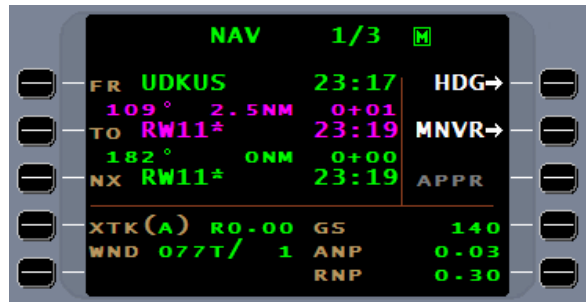 NAV 1/3 M
FR UDKUS 23:17 HDG→
109° 2.5NM 0+01
TO RW11± 23:19 MNVR→
182° 0NM 0+00
NX RW11± 23:19 APPR
XTK(A) R0.00 GS 140
WND 077T/ 1 ANP 0.03
RNP 0.30